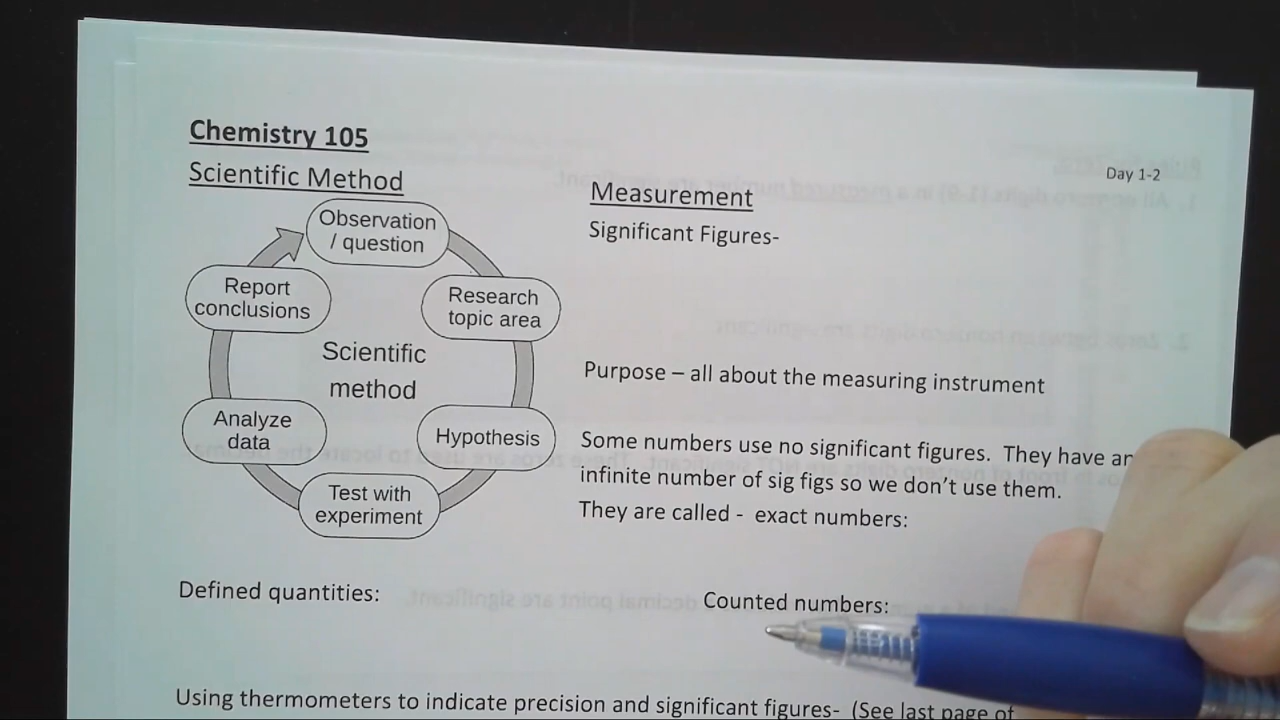 Chemistry 105
Scientific Method
Day 1-2
Observation
/ question
Research
topic area
Hypothesis
Test with
experiment
Analyze
data
Report
conclusions
Scientific
method
Measurement
Significant Figures-
Purpose – all about the measuring instrument
Some numbers use no significant figures. They have an
infinite number of sig figs so we don’t use them.
They are called - exact numbers:
Defined quantities:
Counted numbers:
Using thermometers to indicate precision and significant figures- (See last page of